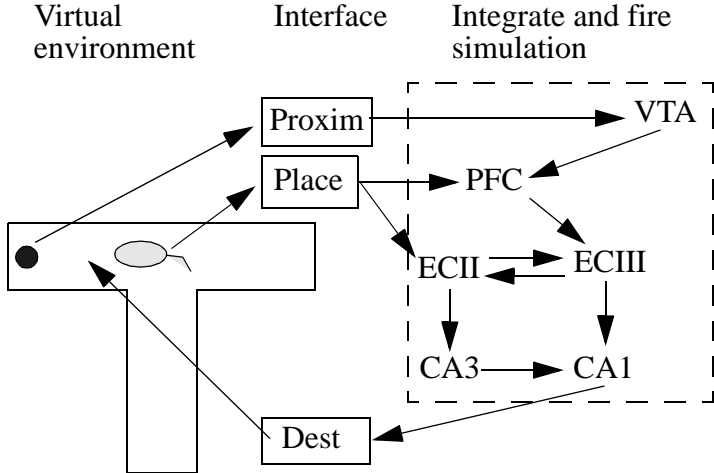 Virtual
environment
Interface
Integrate and fire
simulation
Proxim
VTA
Place
PFC
ECII
ECIII
CA3
CA1
Dest